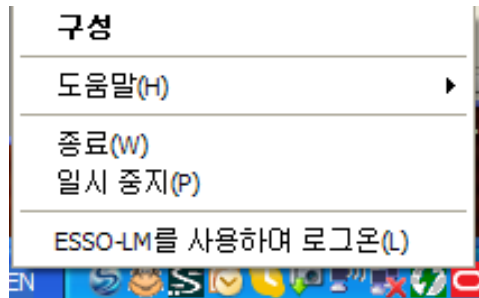 구성
도움말(H)
종료(W)
일시 중지(P)
ESSO-LM를 사용하여 로그온(L)
EN